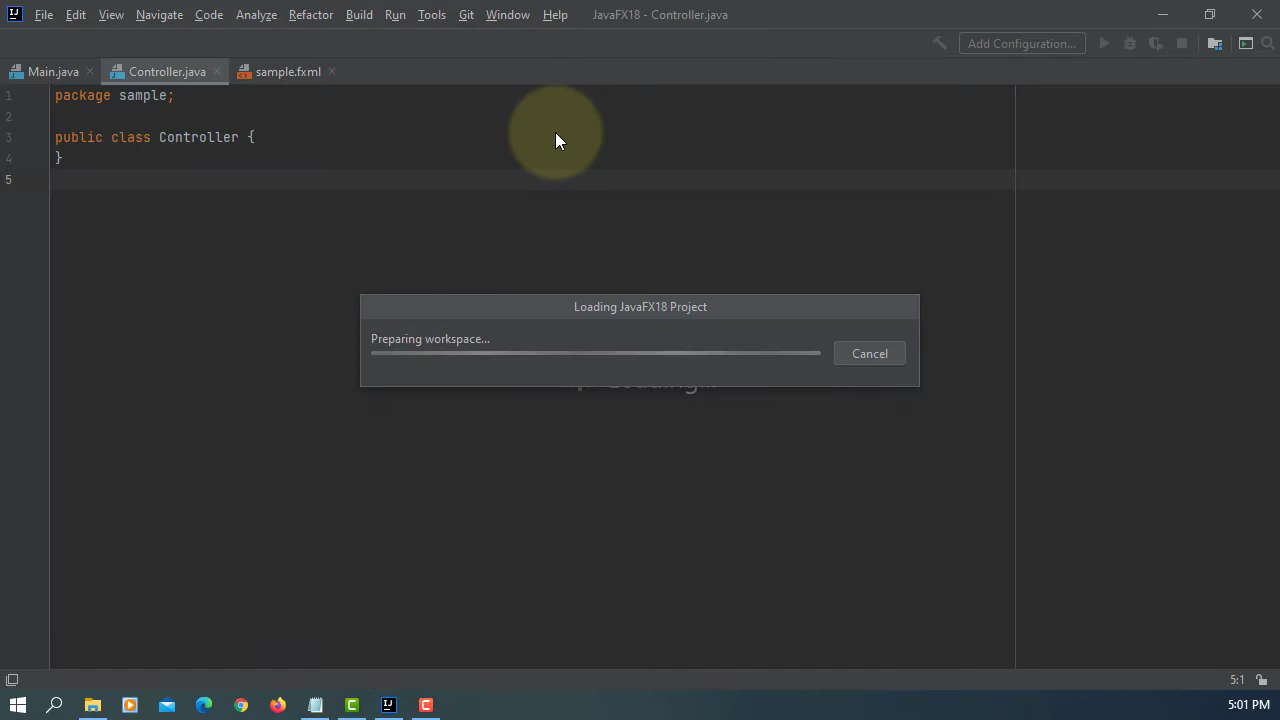 File Edit View Navigate Code Analyze Refactor Build Run Tools Git Window Help JavaFX18 - Controller.java
Add Configuration...
Main.java Controller.java sample.fxml
1 package sample;
2
3 public class Controller {
4 }
5
Loading JavaFX18 Project
Preparing workspace...
Cancel
Loading...
5:1
5:01 PM